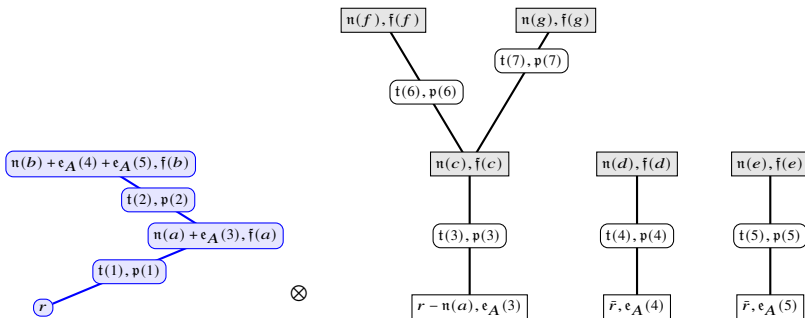 𝔫(f), 𝔣(f) 𝔫(g), 𝔣(g)
𝔱(7), 𝔭(7)
𝔱(6), 𝔭(6)
𝔫(b) + 𝔢_A(4) + 𝔢_A(5), 𝔣(b) 𝔫(c), 𝔣(c) 𝔫(d), 𝔣(d) 𝔫(e), 𝔣(e)
𝔱(2), 𝔭(2)
𝔫(a) + 𝔢_A(3), 𝔣(a) 𝔱(3), 𝔭(3) 𝔱(4), 𝔭(4) 𝔱(5), 𝔭(5)
𝔱(1), 𝔭(1)
r ⊗ r − 𝔫(a), 𝔢_A(3) r̄, 𝔢_A(4) r̄, 𝔢_A(5)